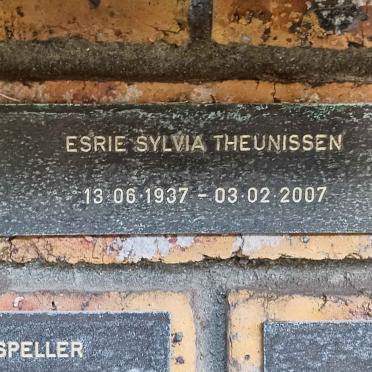 ESRIE SYLVIA THEUNISSEN
13·06·1937 – 03·02·2007
SPELLER